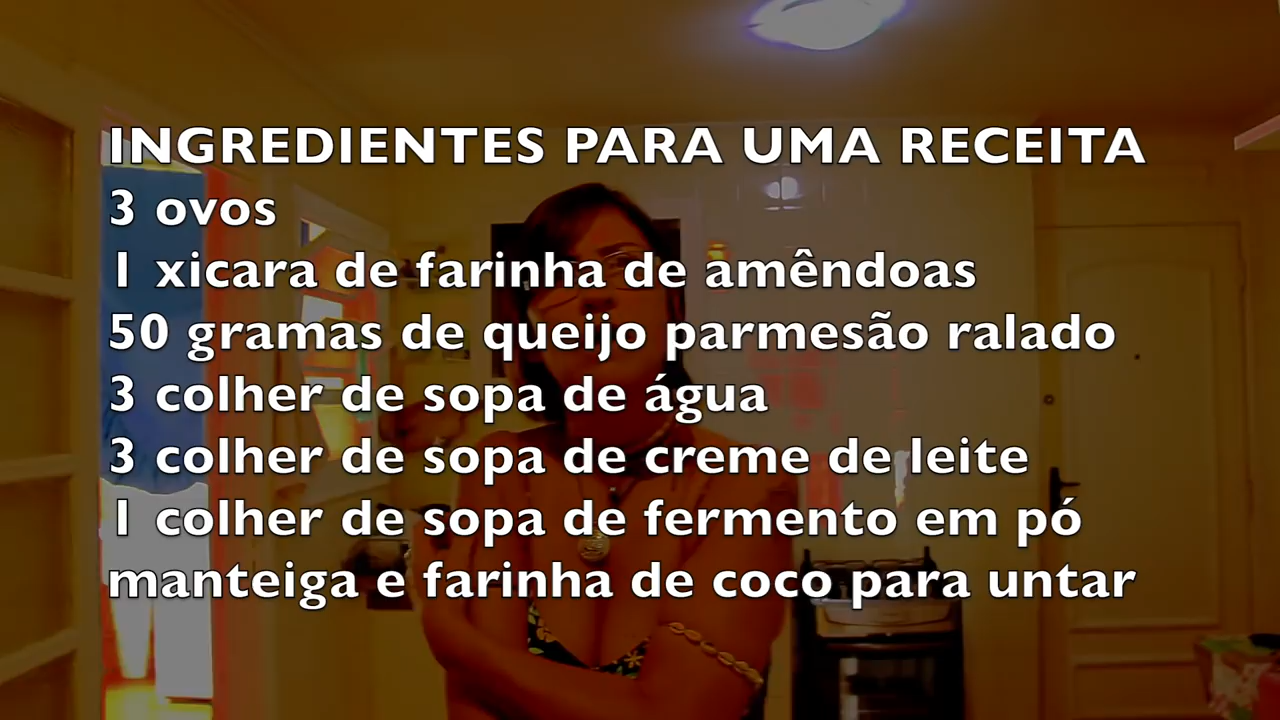 INGREDIENTES PARA UMA RECEITA
3 ovos
1 xicara de farinha de amêndoas
50 gramas de queijo parmesão ralado
3 colher de sopa de água
3 colher de sopa de creme de leite
1 colher de sopa de fermento em pó
manteiga e farinha de coco para untar